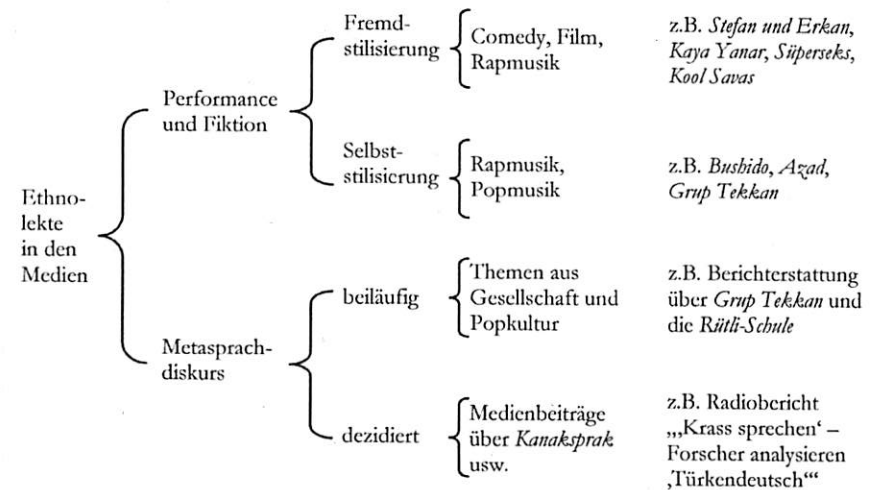 Ethno-
lekte
in den
Medien
Performance
und Fiktion
Fremd-
stilisierung
Comedy, Film,
Rapmusik
z.B. Stefan und Erkan,
Kaya Yanar, Süperseks,
Kool Savas
Selbst-
stilisierung
Rapmusik,
Popmusik
z.B. Bushido, Azad,
Grup Tekkan
Metasprach-
diskurs
beiläufig
Themen aus
Gesellschaft und
Popkultur
z.B. Berichterstattung
über Grup Tekkan und
die Rütli-Schule
dezidiert
Medienbeiträge
über Kanaksprak
usw.
z.B. Radiobericht
„‚Krass sprechen‘ –
Forscher analysieren
‚Türkendeutsch‘“